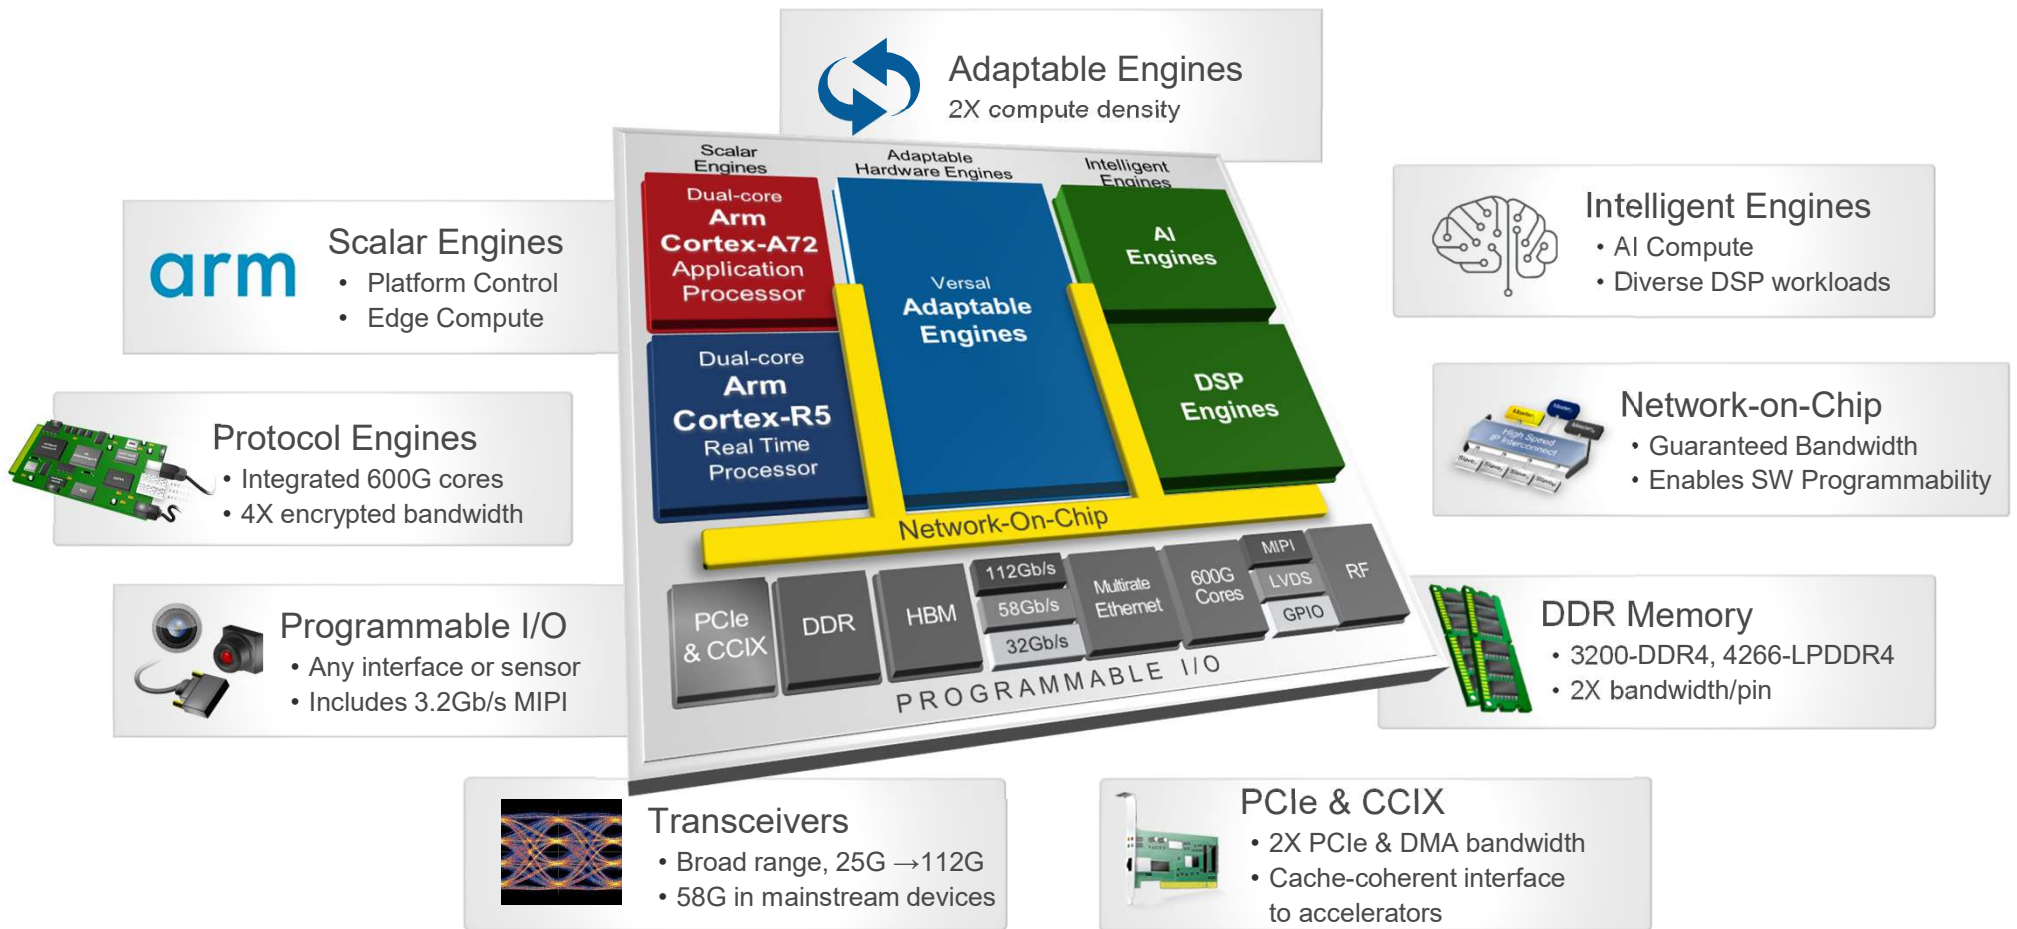 Adaptable Engines
2X compute density
arm
Scalar Engines
• Platform Control
• Edge Compute
Protocol Engines
• Integrated 600G cores
• 4X encrypted bandwidth
Programmable I/O
• Any interface or sensor
• Includes 3.2Gb/s MIPI
Scalar
Engines
Adaptable
Hardware Engines
Intelligent
Engines
Dual-core
Arm
Cortex-A72
Application
Processor
Dual-core
Arm
Cortex-R5
Real Time
Processor
Versal
Adaptable
Engines
AI
Engines
DSP
Engines
Network-On-Chip
PCIe
& CCIX
DDR
HBM
112Gb/s
58Gb/s
32Gb/s
Multirate
Ethernet
600G
Cores
MIPI
LVDS
GPIO
RF
PROGRAMMABLE I/O
Intelligent Engines
• AI Compute
• Diverse DSP workloads
High Speed
IP Interconnect
Network-on-Chip
• Guaranteed Bandwidth
• Enables SW Programmability
DDR Memory
• 3200-DDR4, 4266-LPDDR4
• 2X bandwidth/pin
Transceivers
• Broad range, 25G →112G
• 58G in mainstream devices
PCIe & CCIX
• 2X PCIe & DMA bandwidth
• Cache-coherent interface
to accelerators